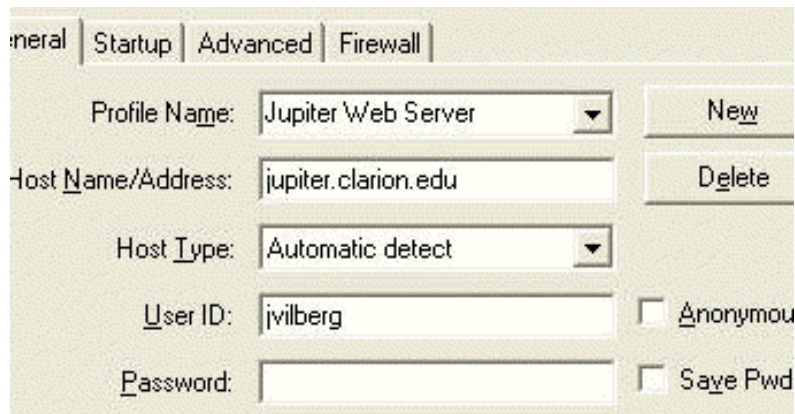 eneral Startup Advanced Firewall
Profile Name: Jupiter Web Server New
Host Name/Address: jupiter.clarion.edu Delete
Host Type: Automatic detect
User ID: jvilberg Anonymou
Password: Save Pwd